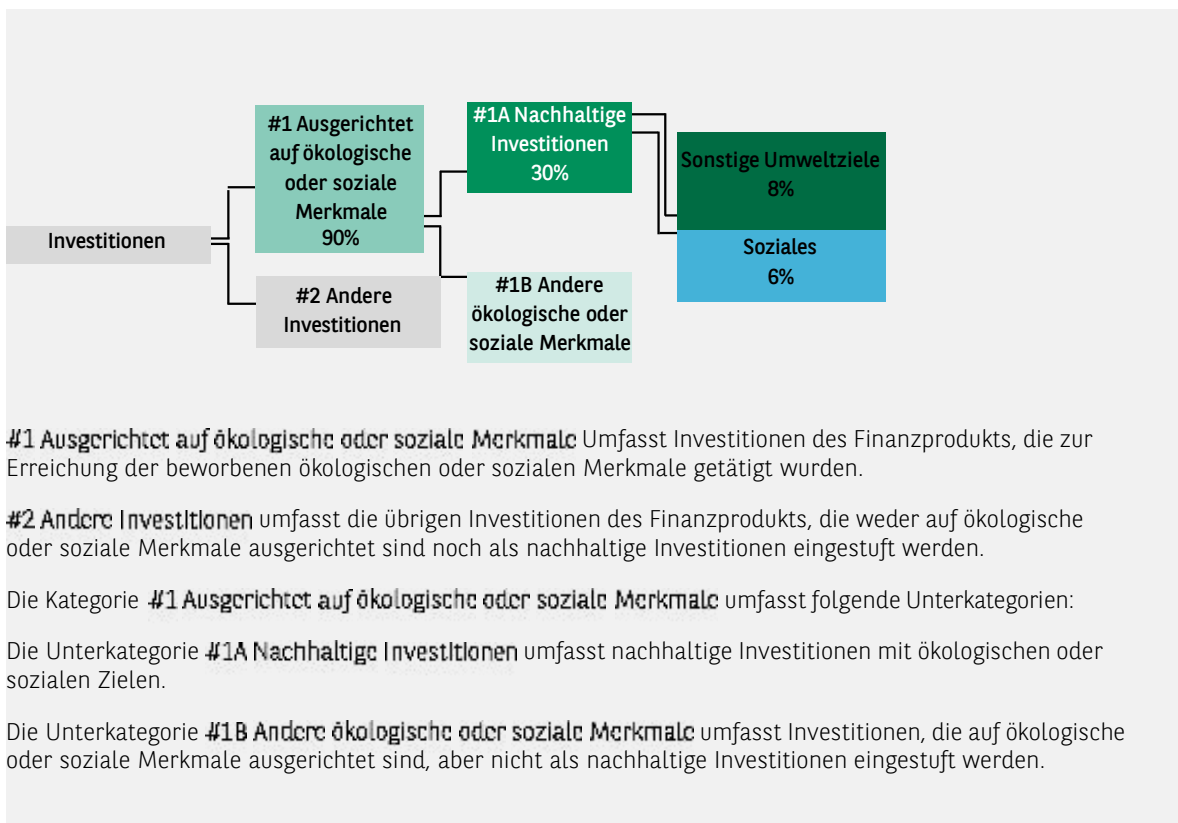 #1 Ausgerichtet
auf ökologische
oder soziale
Merkmale
90%
#1A Nachhaltige
Investitionen
30%
Sonstige Umweltziele
8%
Investitionen
Soziales
6%
#2 Andere
Investitionen
#1B Andere
ökologische oder
soziale Merkmale
#1 Ausgerichtet auf ökologische oder soziale Merkmale Umfasst Investitionen des Finanzprodukts, die zur
Erreichung der beworbenen ökologischen oder sozialen Merkmale getätigt wurden.
#2 Andere Investitionen umfasst die übrigen Investitionen des Finanzprodukts, die weder auf ökologische
oder soziale Merkmale ausgerichtet sind noch als nachhaltige Investitionen eingestuft werden.
Die Kategorie #1 Ausgerichtet auf ökologische oder soziale Merkmale umfasst folgende Unterkategorien:
Die Unterkategorie #1A Nachhaltige Investitionen umfasst nachhaltige Investitionen mit ökologischen oder
sozialen Zielen.
Die Unterkategorie #1B Andere ökologische oder soziale Merkmale umfasst Investitionen, die auf ökologische
oder soziale Merkmale ausgerichtet sind, aber nicht als nachhaltige Investitionen eingestuft werden.